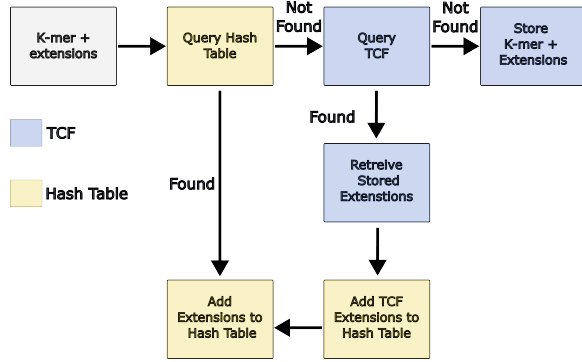 K-mer +
extensions
Query Hash
Table
Not
Found
Query
TCF
Not
Found
Store
K-mer +
Extensions
TCF
Found
Retreive
Stored
Extenstions
Hash Table
Found
Add
Extensions to
Hash Table
Add TCF
Extensions to
Hash Table